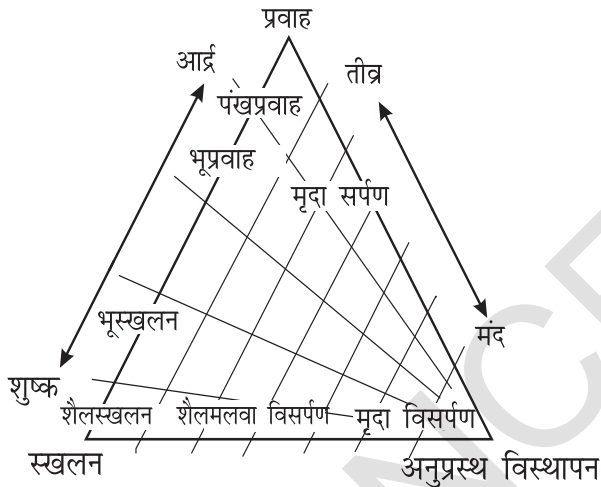 प्रवाह
आर्द्र
तीव्र
पंखप्रवाह
भूप्रवाह
मृदा सर्पण
भूस्खलन
मंद
शुष्क
शैलस्खलन शैलमलवा विसर्पण मृदा विसर्पण
स्खलन अनुप्रस्थ विस्थापन